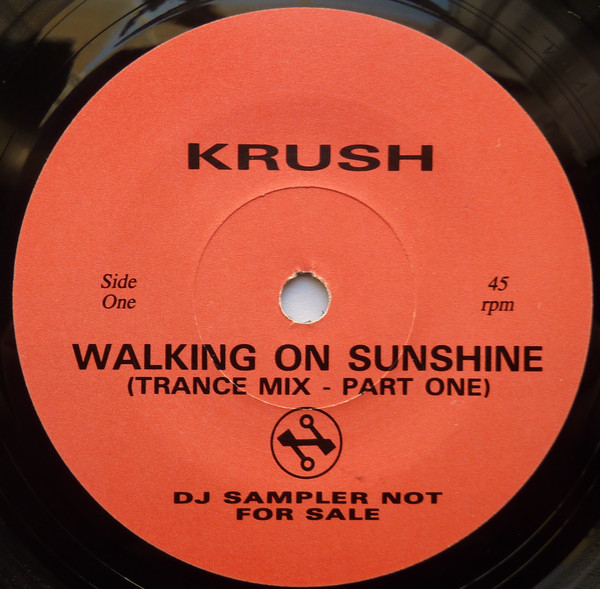 KRUSH
Side
One
45
rpm
WALKING ON SUNSHINE
(TRANCE MIX - PART ONE)
DJ SAMPLER NOT
FOR SALE